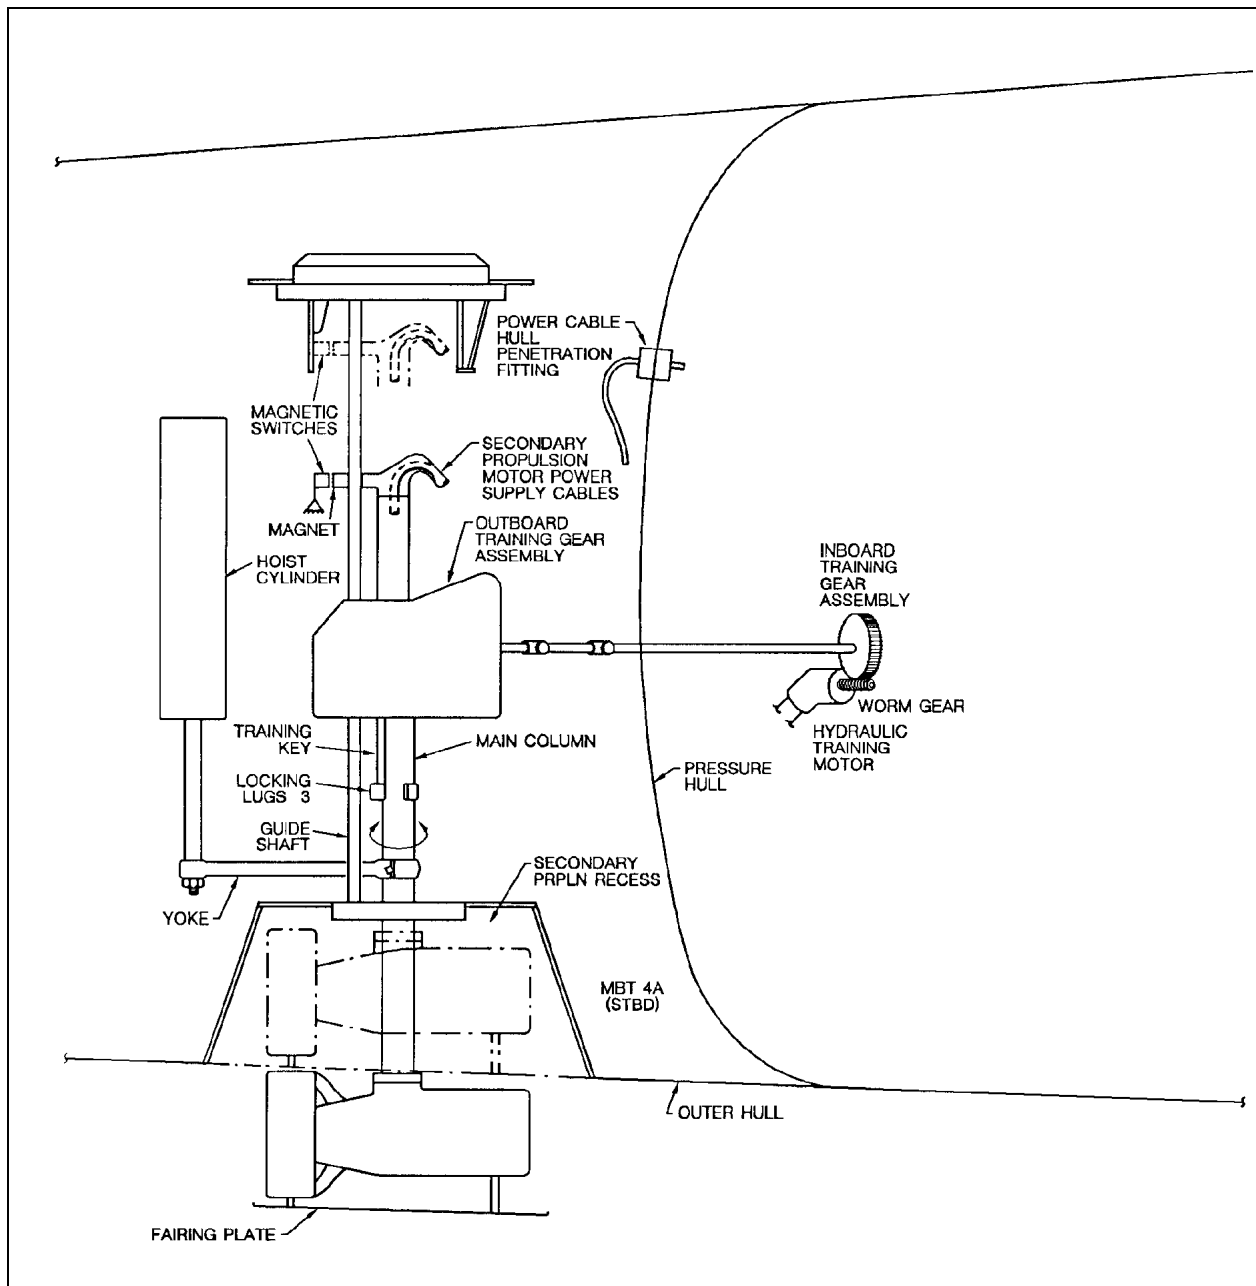 POWER CABLE
HULL
PENETRATION
FITTING
MAGNETIC
SWITCHES
SECONDARY
PROPULSION
MOTOR POWER
SUPPLY CABLES
MAGNET
OUTBOARD
TRAINING GEAR
ASSEMBLY
HOIST
CYLINDER
INBOARD
TRAINING
GEAR
ASSEMBLY
WORM GEAR
HYDRAULIC
TRAINING
MOTOR
TRAINING
KEY
MAIN COLUMN
LOCKING
LUGS 3
PRESSURE
HULL
GUIDE
SHAFT
SECONDARY
PRPLN RECESS
YOKE
MBT 4A
(STBD)
OUTER HULL
FAIRING PLATE